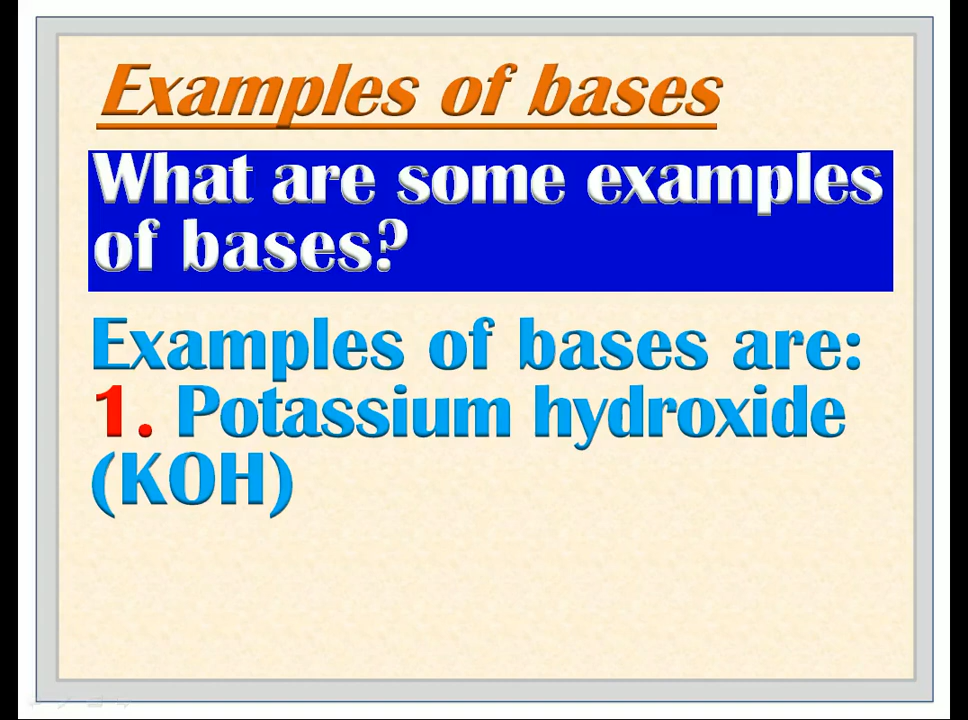 Examples of bases
What are some examples
of bases?
Examples of bases are:
1. Potassium hydroxide
(KOH)